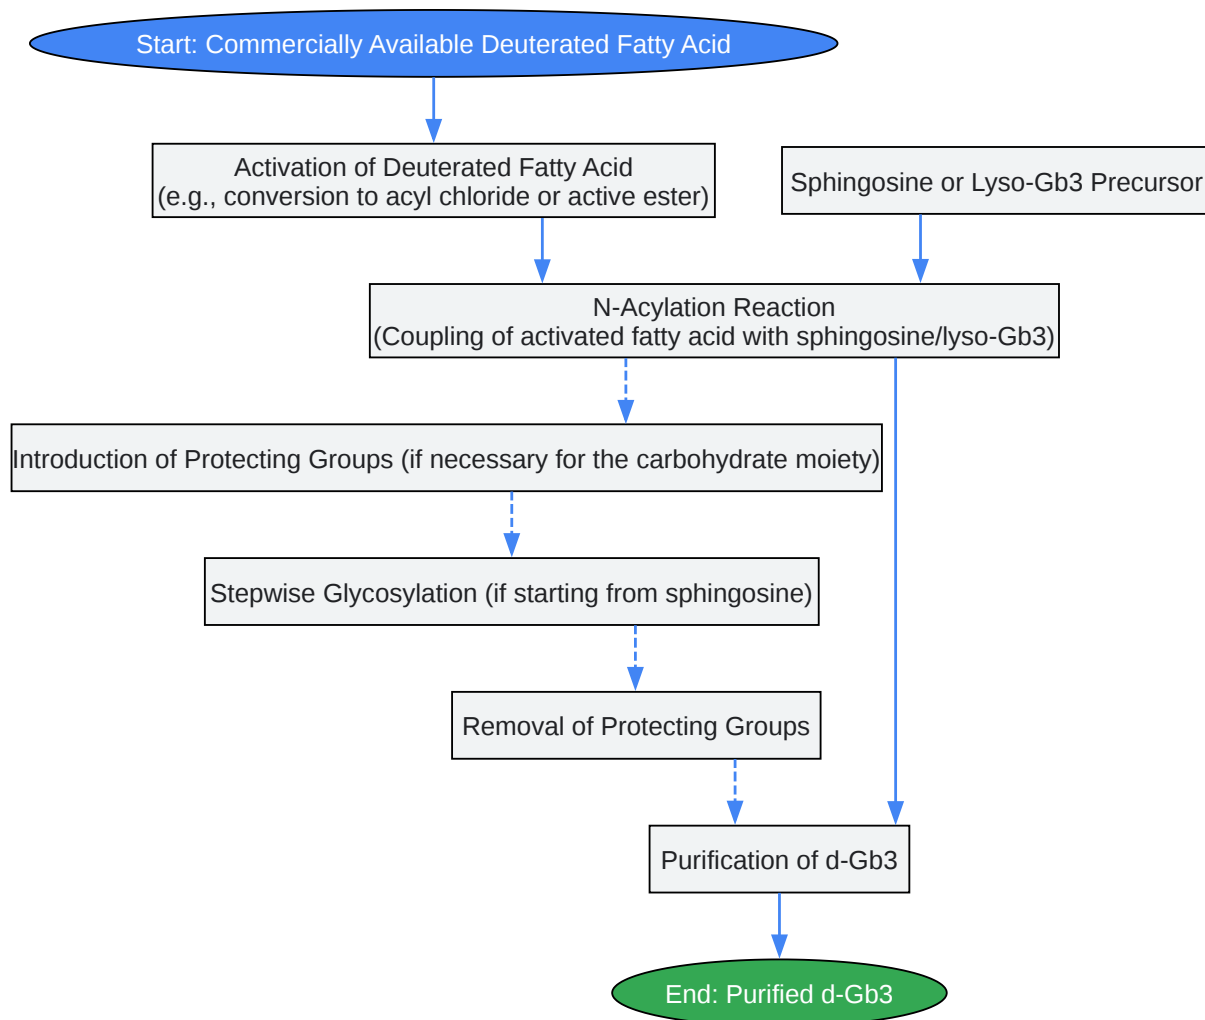 Start: Commercially Available Deuterated Fatty Acid
Activation of Deuterated Fatty Acid
(e.g., conversion to acyl chloride or active ester)
Sphingosine or Lyso-Gb3 Precursor
N-Acylation Reaction
(Coupling of activated fatty acid with sphingosine/lyso-Gb3)
Introduction of Protecting Groups (if necessary for the carbohydrate moiety)
Stepwise Glycosylation (if starting from sphingosine)
Removal of Protecting Groups
Purification of d-Gb3
End: Purified d-Gb3